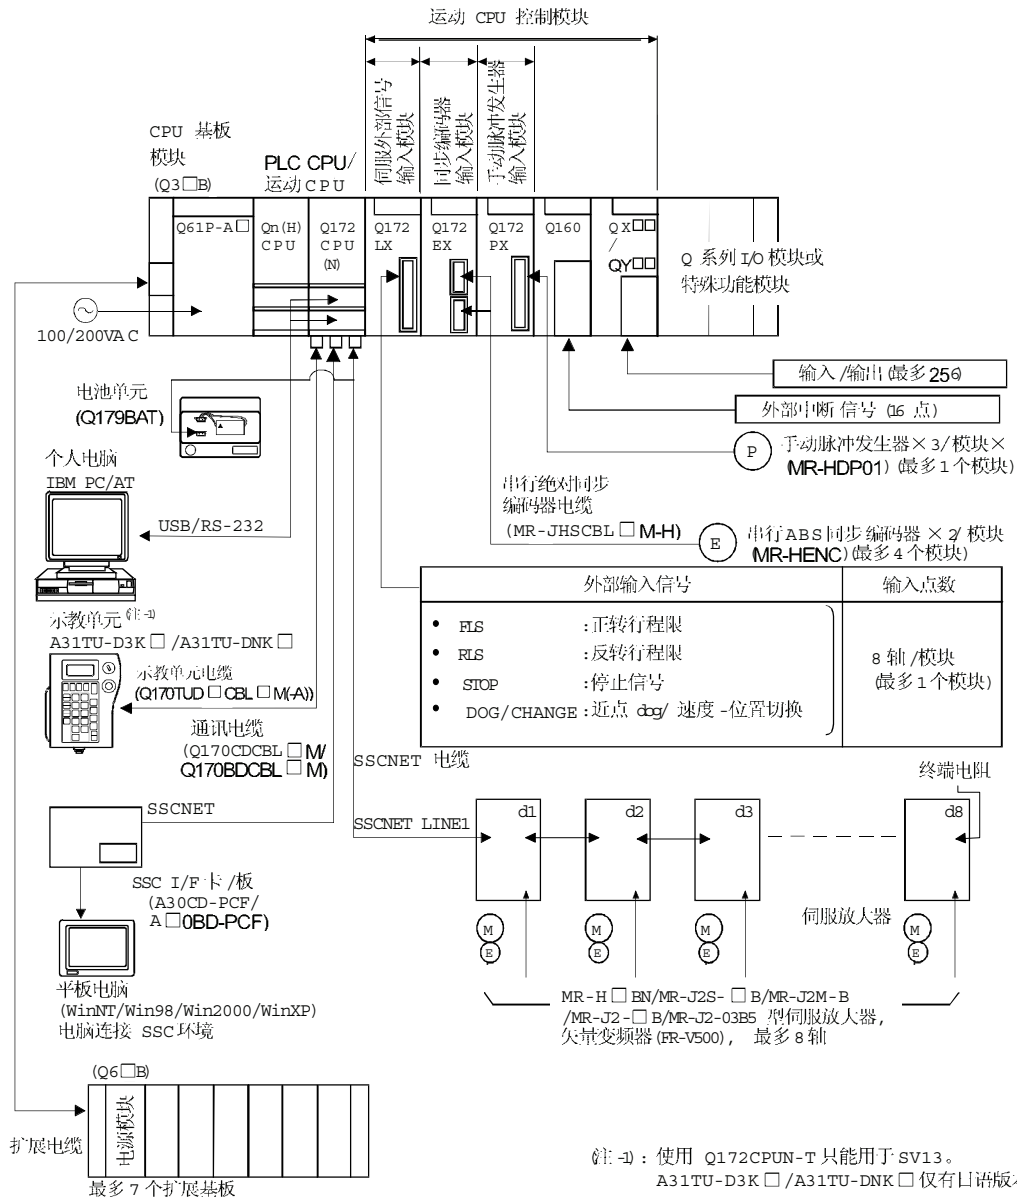 运动 CPU 控制模块
伺服外部信号
输入模块
同步编码器
输入模块
手动脉冲发生器
输入模块
CPU 基板
模块
(Q3□B)
PLC CPU/
运动CPU
Q61P-A□
Qn(H)
CPU
Q172
CPU
(N)
Q172
LX
Q172
EX
Q172
PX
Q160
QX□□
/
QY□□
Q 系列 I/O 模块或
特殊功能模块
100/200VAC
输入/输出(最多256)
外部中断信号(16 点)
电池单元
(Q179BAT)
P
手动脉冲发生器×3/模块×
(MR-HDP01)(最多1个模块)
个人电脑
IBM PC/AT
USB/RS-232
串行绝对同步
编码器电缆
(MR-JHSCBL□M-H)
E
串行ABS同步编码器×2/模块
(MR-HENC)(最多4个模块)
外部输入信号
输入点数
• FLS :正转行程限
• RLS :反转行程限
• STOP :停止信号
• DOG/CHANGE:近点 dog/速度-位置切换
8 轴/模块
(最多1个模块)
示教单元(注-1)
A31TU-D3K□/A31TU-DNK□
示教单元电缆
(Q170TUD□CBL□M(-A))
通讯电缆
(Q170CDCBL□M/
Q170BDCBL□M)
SSCNET 电缆
终端电阻
SSCNET
SSCNET LINE1
d1
d2
d3
d8
SSC I/F 卡/板
(A30CD-PCF/
A□0BD-PCF)
伺服放大器
M
E
M
E
M
E
M
E
平板电脑
(WinNT/Win98/Win2000/WinXP)
电脑连接 SSC环境
MR-H□BN/MR-J2S-□B/MR-J2M-B
/MR-J2-□B/MR-J2-03B5 型伺服放大器,
矢量变频器(FR-V500), 最多8轴
(Q6□B)
电源模块
扩展电缆
最多7个扩展基板
(注-1): 使用 Q172CPUN-T只能用于SV13。
A31TU-D3K□/A31TU-DNK□仅有日语版